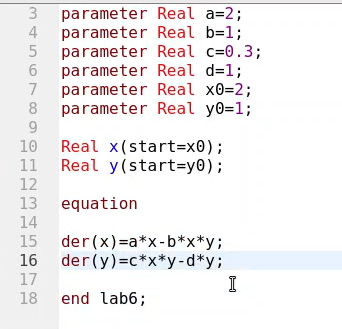 3 parameter Real a=2;
4 parameter Real b=1;
5 parameter Real c=0.3;
6 parameter Real d=1;
7 parameter Real x0=2;
8 parameter Real y0=1;
9
10 Real x(start=x0);
11 Real y(start=y0);
12
13 equation
14
15 der(x)=a*x-b*x*y;
16 der(y)=c*x*y-d*y;
17
18 end lab6;